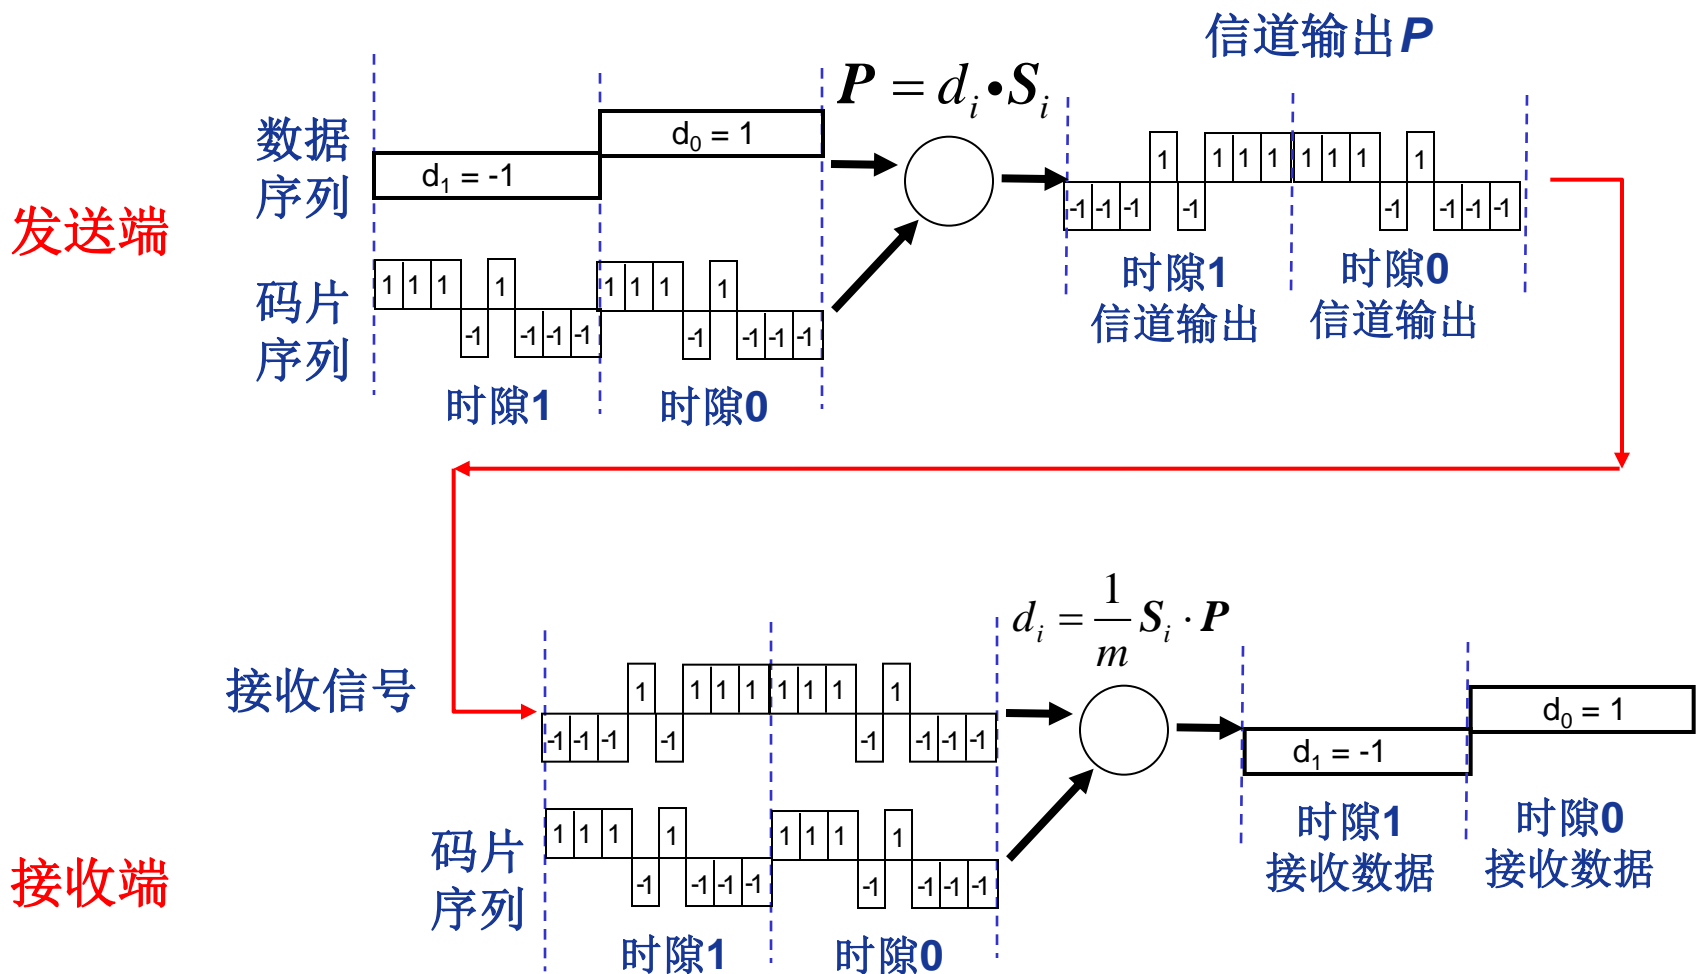 信道输出P
P = d_i • S_i
数据
序列
d_1 = -1
d_0 = 1
发送端
码片
序列
1 1 1 -1 1 -1 -1 -1
1 1 1 -1 1 -1 -1 -1
时隙1
时隙0
-1 -1 -1 1 -1 1 1 1
1 1 1 -1 1 -1 -1 -1
时隙1
信道输出
时隙0
信道输出
d_i = \frac{1}{m} S_i · P
接收信号
-1 -1 -1 1 -1 1 1 1
1 1 1 -1 1 -1 -1 -1
接收端
码片
序列
1 1 1 -1 1 -1 -1 -1
1 1 1 -1 1 -1 -1 -1
时隙1
时隙0
d_1 = -1
d_0 = 1
时隙1
接收数据
时隙0
接收数据